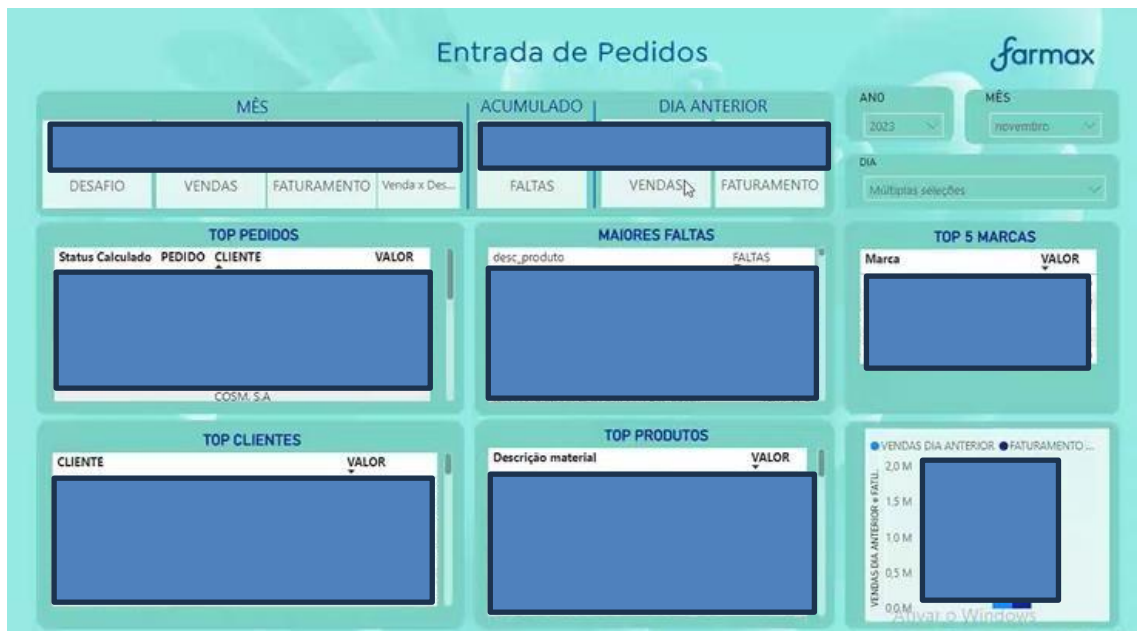 Entrada de Pedidos
farmax
MÊS
ACUMULADO
DIA ANTERIOR
ANO
MÊS
2023
novembro
DIA
Múltiplas seleções
DESAFIO
VENDAS
FATURAMENTO
Venda x Des...
FALTAS
VENDAS
FATURAMENTO
TOP PEDIDOS
Status Calculado PEDIDO CLIENTE VALOR
COSM. S.A
MAIORES FALTAS
desc_produto FALTAS
TOP 5 MARCAS
Marca VALOR
TOP CLIENTES
CLIENTE VALOR
TOP PRODUTOS
Descrição material VALOR
VENDAS DIA ANTERIOR FATURAMENTO ...
VENDAS DIA ANTERIOR e FATU...
2,0 M
1,5 M
1,0 M
0,5 M
0,0 M
Ativar o Windows